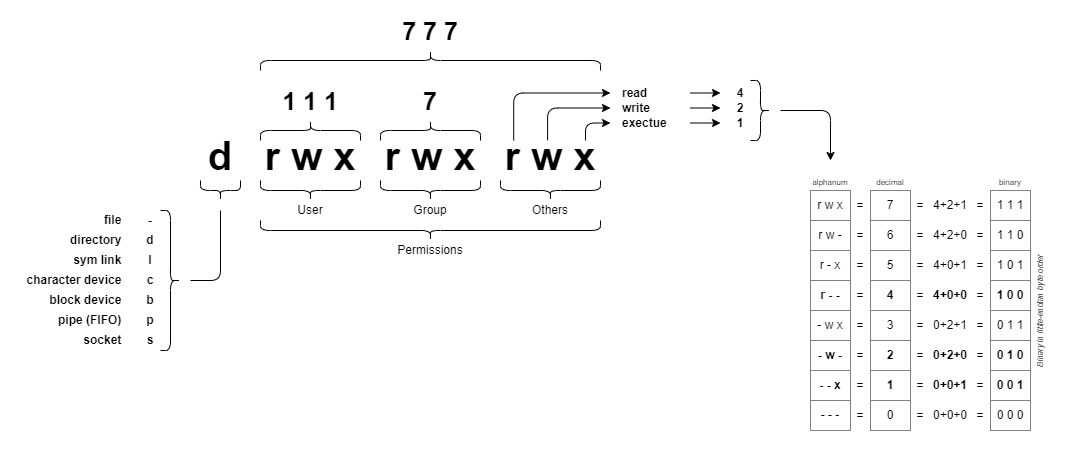 7 7 7
1 1 1
7
d r w x r w x r w x
read 4
write 2
exectue 1
User Group Others
Permissions
file -
directory d
sym link l
character device c
block device b
pipe (FIFO) p
socket s
alphanum decimal binary
r w x = 7 = 4+2+1 = 1 1 1
r w - = 6 = 4+2+0 = 1 1 0
r - x = 5 = 4+0+1 = 1 0 1
r - - = 4 = 4+0+0 = 1 0 0
- w x = 3 = 0+2+1 = 0 1 1
- w - = 2 = 0+2+0 = 0 1 0
- - x = 1 = 0+0+1 = 0 0 1
- - - = 0 = 0+0+0 = 0 0 0
Binary in little-endian byte order